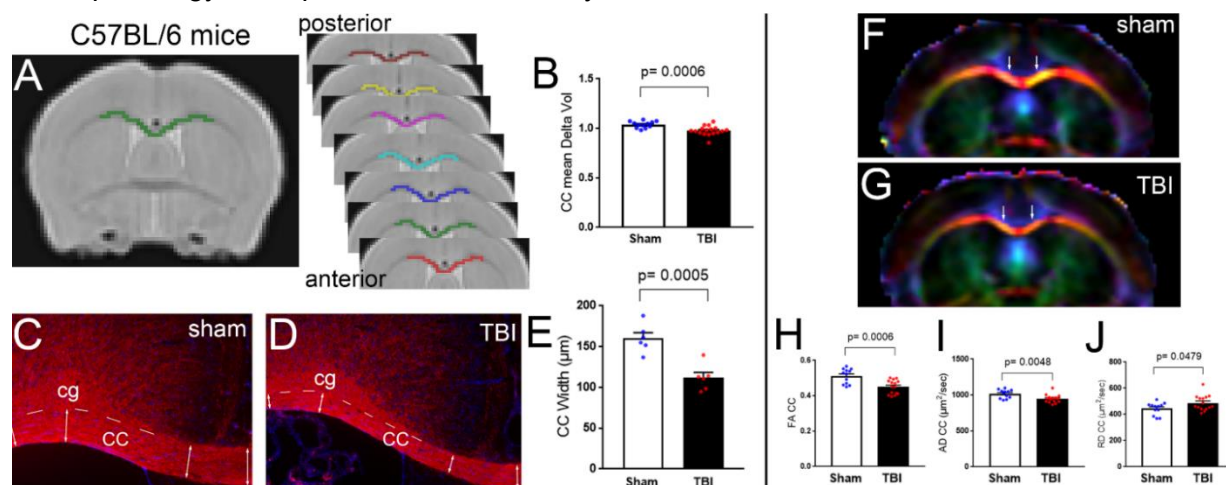 C57BL/6 mice
A
posterior
anterior
B
p= 0.0006
CC mean Delta Vol
1.5
1.0
0.5
0.0
Sham TBI
C
sham
cg
CC
D
TBI
cg
CC
E
p= 0.0005
CC Width (µm)
200
150
100
50
0
Sham TBI
F
sham
G
TBI
H
p= 0.0006
FA CC
0.6
0.4
0.2
0.0
Sham TBI
I
p= 0.0048
AD CC (µm²/sec)
1500
1000
500
0
Sham TBI
J
p= 0.0479
RD CC (µm²/sec)
800
600
400
200
0
Sham TBI